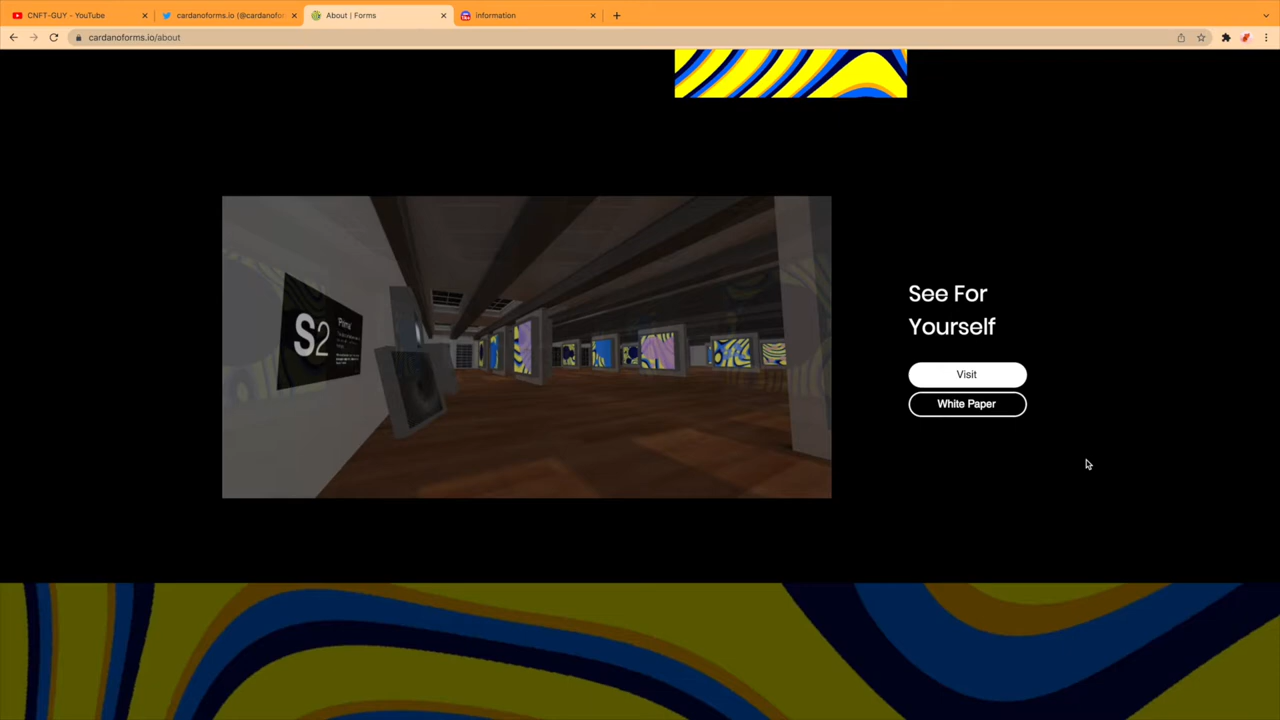 CNFT-GUY - YouTube
cardanoforms.io (@cardanofor
About | Forms
information
cardanoforms.io/about
S2
See For
Yourself
Visit
White Paper